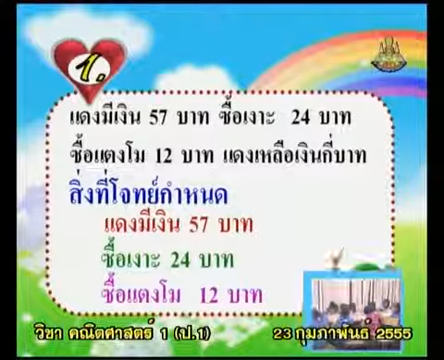 1.
แดงมีเงิน 57 บาท ซื้อเงาะ 24 บาท
ซื้อแตงโม 12 บาท แดงเหลือเงินกี่บาท
สิ่งที่โจทย์กำหนด
แดงมีเงิน 57 บาท
ซื้อเงาะ 24 บาท
ซื้อแตงโม 12 บาท
วิชา คณิตศาสตร์ 1 (ป.1)
23 กุมภาพันธ์ 2555